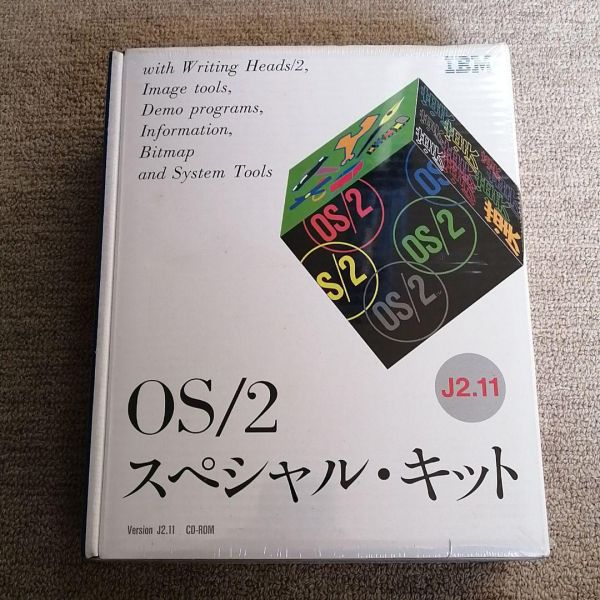 with Writing Heads/2,
Image tools,
Demo programs,
Information,
Bitmap
and System Tools
IBM
OS/2
OS/2
OS/2
S/2
OS/2
J2.11
OS/2
スペシャル・キット
Version J2.11 CD-ROM